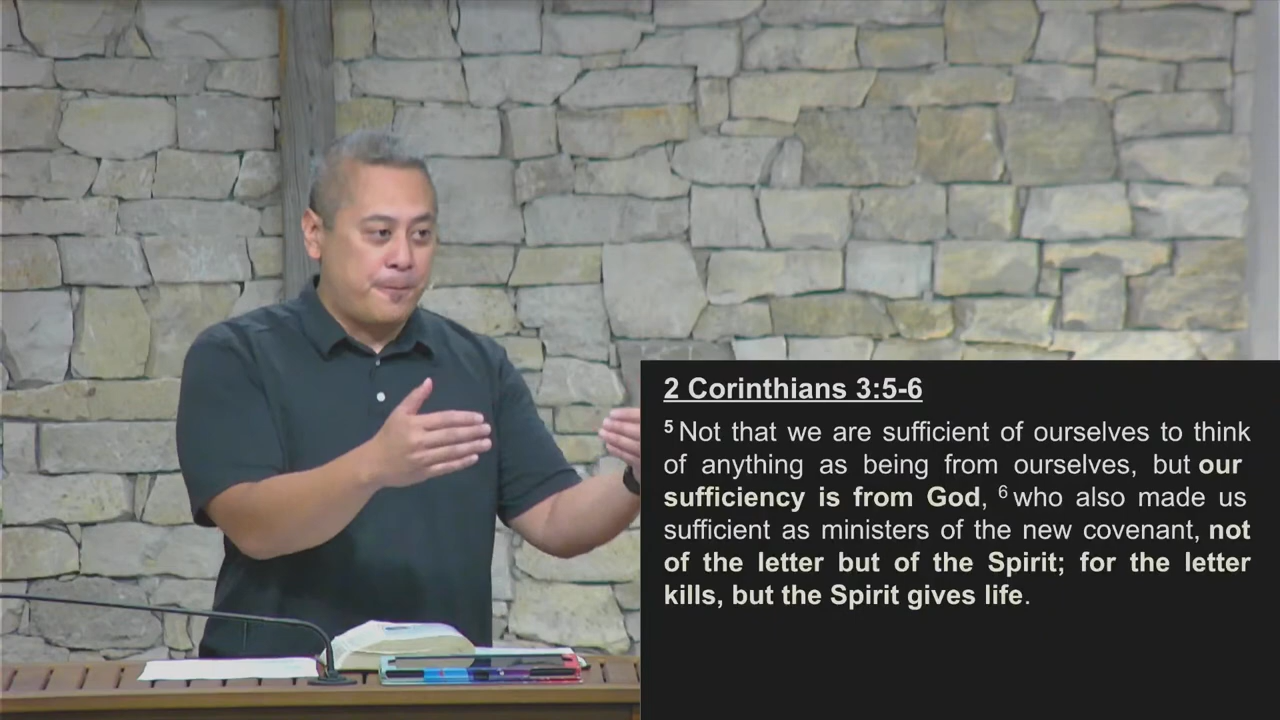 2 Corinthians 3:5-6
⁵ Not that we are sufficient of ourselves to think
of anything as being from ourselves, but our
sufficiency is from God, ⁶ who also made us
sufficient as ministers of the new covenant, not
of the letter but of the Spirit; for the letter
kills, but the Spirit gives life.